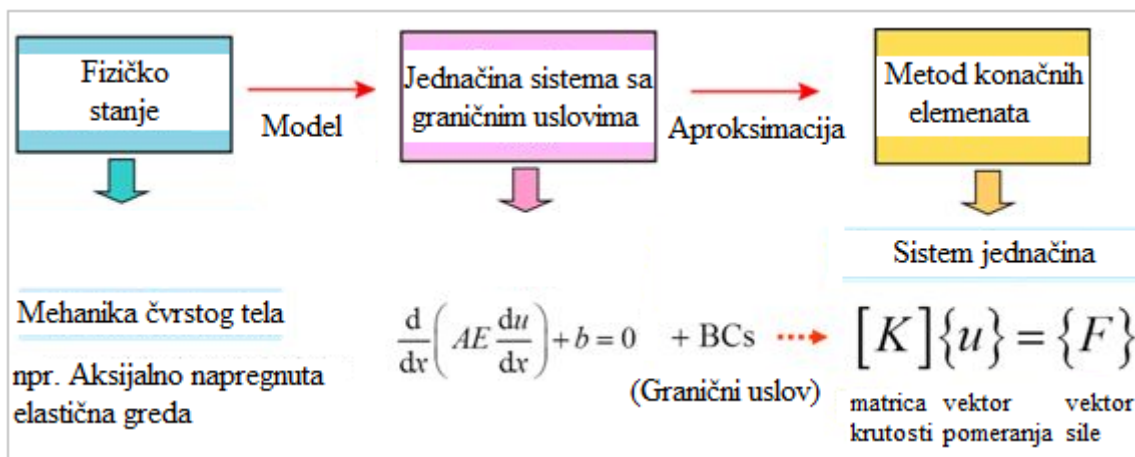 Fizičko
stanje
Model
Jednačina sistema sa
graničnim uslovima
Aproksimacija
Metod konačnih
elemenata
Sistem jednačina
Mehanika čvrstog tela
npr. Aksijalno napregnuta
elastična greda
d/dx (AE du/dx) + b = 0 + BCs
(Granični uslov)
[K]{u} = {F}
matrica vektor vektor
krutosti pomeranja sile